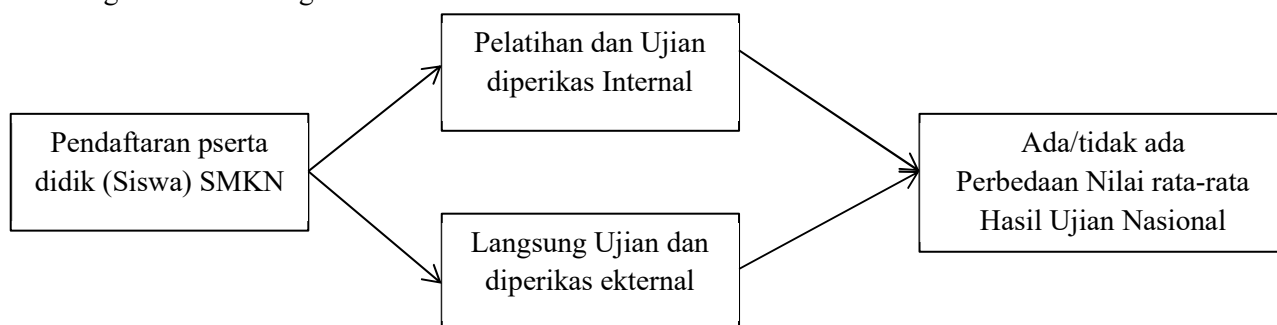 Pelatihan dan Ujian
diperikas Internal
Pendaftaran pserta
didik (Siswa) SMKN
Ada/tidak ada
Perbedaan Nilai rata-rata
Hasil Ujian Nasional
Langsung Ujian dan
diperikas ekternal